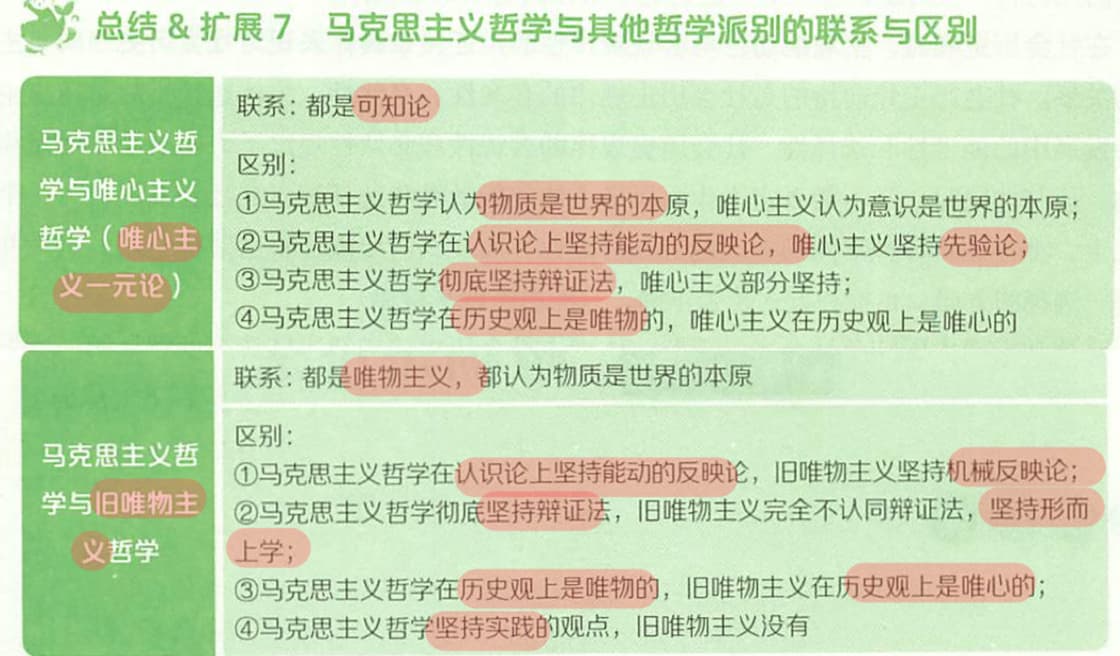 总结 & 扩展 7 马克思主义哲学与其他哲学派别的联系与区别
马克思主义哲
学与唯心主义
哲学（唯心主
义一元论）
联系：都是可知论
区别：
①马克思主义哲学认为物质是世界的本原，唯心主义认为意识是世界的本原；
②马克思主义哲学在认识论上坚持能动的反映论，唯心主义坚持先验论；
③马克思主义哲学彻底坚持辩证法，唯心主义部分坚持；
④马克思主义哲学在历史观上是唯物的，唯心主义在历史观上是唯心的
马克思主义哲
学与旧唯物主
义哲学
联系：都是唯物主义，都认为物质是世界的本原
区别：
①马克思主义哲学在认识论上坚持能动的反映论，旧唯物主义坚持机械反映论；
②马克思主义哲学彻底坚持辩证法，旧唯物主义完全不认同辩证法，坚持形而
上学；
③马克思主义哲学在历史观上是唯物的，旧唯物主义在历史观上是唯心的；
④马克思主义哲学坚持实践的观点，旧唯物主义没有